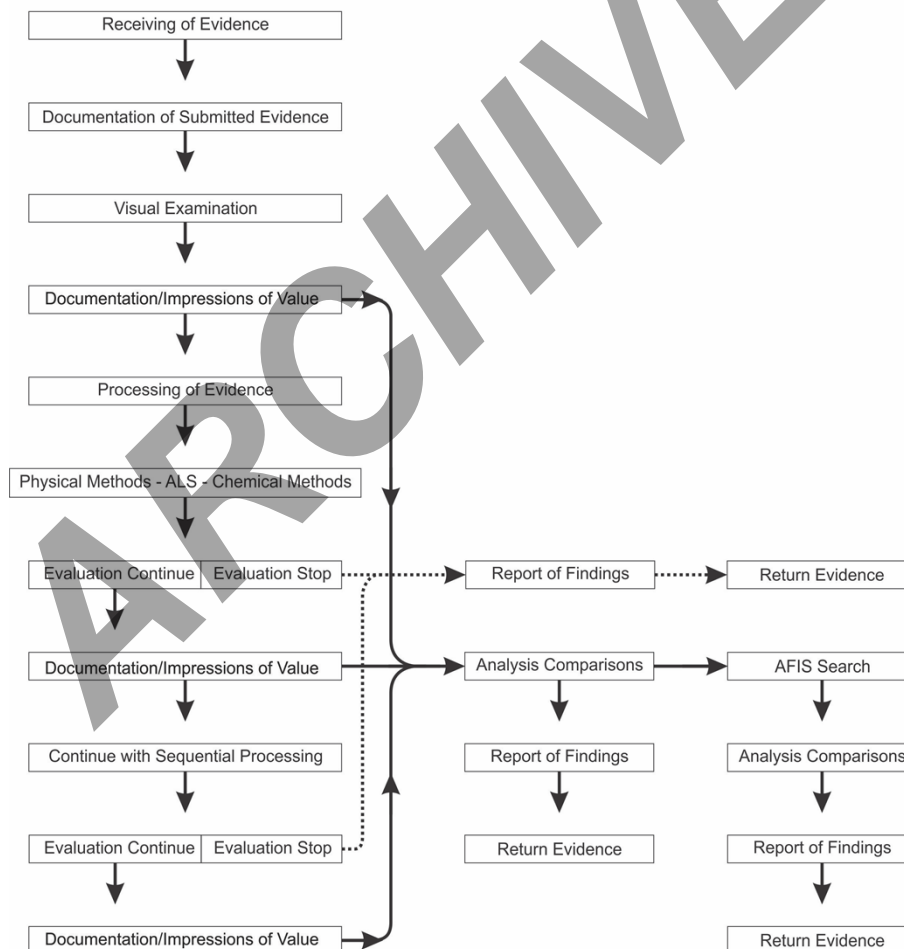 Receiving of Evidence
Documentation of Submitted Evidence
Visual Examination
Documentation/Impressions of Value
Processing of Evidence
Physical Methods - ALS - Chemical Methods
Evaluation Continue Evaluation Stop Report of Findings Return Evidence
Documentation/Impressions of Value Analysis Comparisons AFIS Search
Continue with Sequential Processing Report of Findings Analysis Comparisons
Evaluation Continue Evaluation Stop Return Evidence Report of Findings
Documentation/Impressions of Value Return Evidence
ARCHIVE